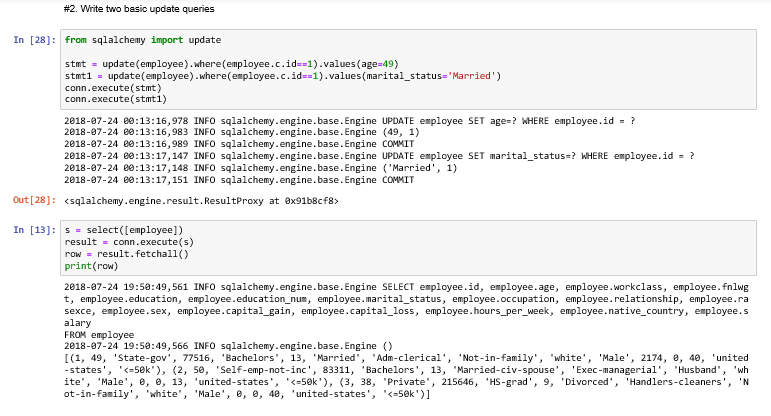 #2. Write two basic update queries
In [28]: from sqlalchemy import update
stmt = update(employee).where(employee.c.id==1).values(age=49)
stmt1 = update(employee).where(employee.c.id==1).values(marital_status='Married')
conn.execute(stmt)
conn.execute(stmt1)
2018-07-24 00:13:16,978 INFO sqlalchemy.engine.base.Engine UPDATE employee SET age=? WHERE employee.id = ?
2018-07-24 00:13:16,983 INFO sqlalchemy.engine.base.Engine (49, 1)
2018-07-24 00:13:16,989 INFO sqlalchemy.engine.base.Engine COMMIT
2018-07-24 00:13:17,147 INFO sqlalchemy.engine.base.Engine UPDATE employee SET marital_status=? WHERE employee.id = ?
2018-07-24 00:13:17,148 INFO sqlalchemy.engine.base.Engine ('Married', 1)
2018-07-24 00:13:17,151 INFO sqlalchemy.engine.base.Engine COMMIT
Out[28]: <sqlalchemy.engine.result.ResultProxy at 0x91b8cf8>
In [13]: s = select([employee])
result = conn.execute(s)
row = result.fetchall()
print(row)
2018-07-24 19:50:49,561 INFO sqlalchemy.engine.base.Engine SELECT employee.id, employee.age, employee.workclass, employee.fnlwg
t, employee.education, employee.education_num, employee.marital_status, employee.occupation, employee.relationship, employee.ra
sexce, employee.sex, employee.capital_gain, employee.capital_loss, employee.hours_per_week, employee.native_country, employee.s
alary
FROM employee
2018-07-24 19:50:49,566 INFO sqlalchemy.engine.base.Engine ()
[(1, 49, 'State-gov', 77516, 'Bachelors', 13, 'Married', 'Adm-clerical', 'Not-in-family', 'white', 'Male', 2174, 0, 40, 'united
-states', '<=50k'), (2, 50, 'Self-emp-not-inc', 83311, 'Bachelors', 13, 'Married-civ-spouse', 'Exec-managerial', 'Husband', 'wh
ite', 'Male', 0, 0, 13, 'united-states', '<=50k'), (3, 38, 'Private', 215646, 'HS-grad', 9, 'Divorced', 'Handlers-cleaners', 'N
ot-in-family', 'white', 'Male', 0, 0, 40, 'united-states', '<=50k')]